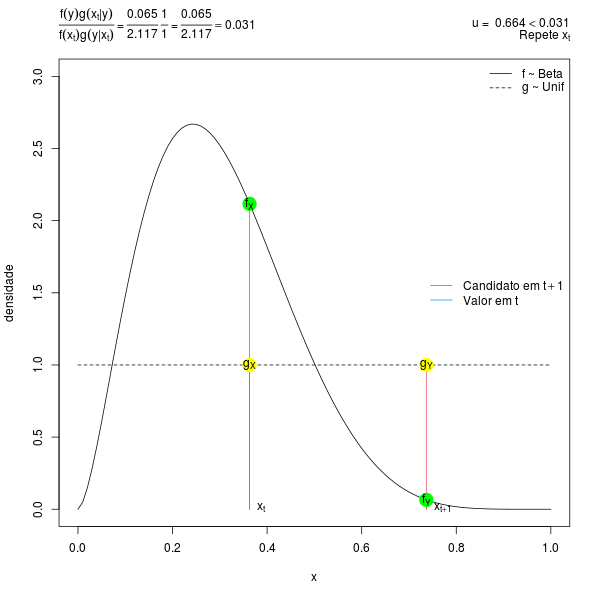 f(y)g(xₜ|y) / f(xₜ)g(y|xₜ) = 0.065 1 / 2.117 1 = 0.065 / 2.117 = 0.031
u = 0.664 < 0.031
Repete xₜ
f ~ Beta
g ~ Unif
Candidato em t+1
Valor em t
densidade
3.0
2.5
2.0
1.5
1.0
0.5
0.0
fX
gX
gY
fY
xₜ
xₜ₊₁
0.0 0.2 0.4 0.6 0.8 1.0
x